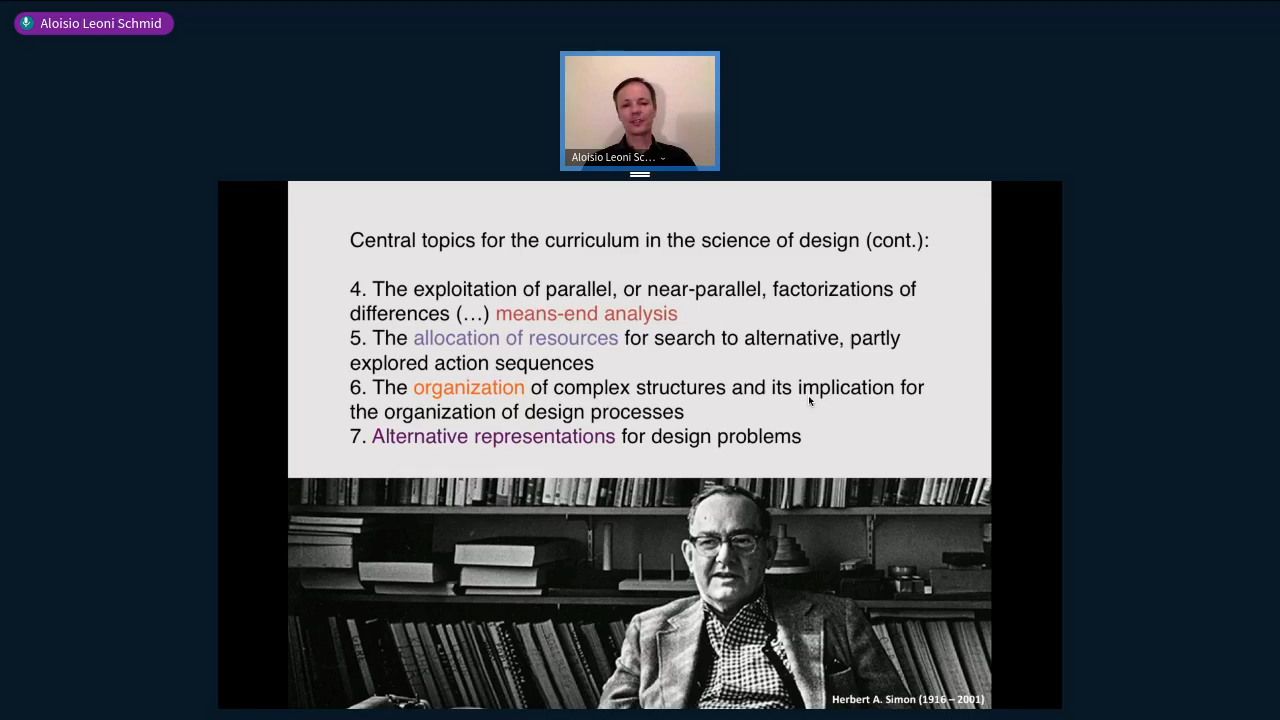 Aloisio Leoni Schmid
Aloisio Leoni Sc...
Central topics for the curriculum in the science of design (cont.):
4. The exploitation of parallel, or near-parallel, factorizations of
differences (…) means-end analysis
5. The allocation of resources for search to alternative, partly
explored action sequences
6. The organization of complex structures and its implication for
the organization of design processes
7. Alternative representations for design problems
Herbert A. Simon (1916 – 2001)